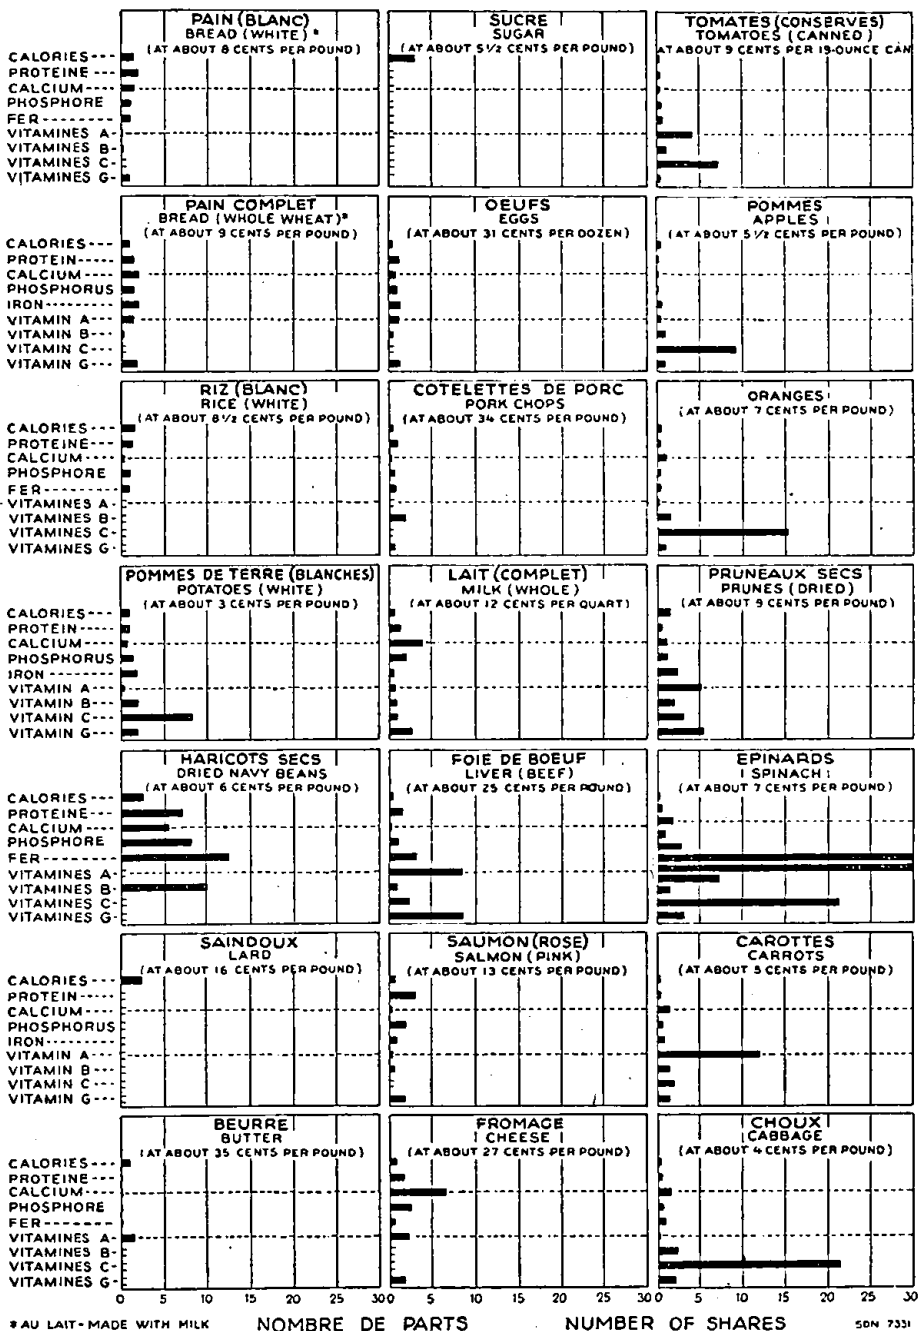 PAIN (BLANC)
BREAD (WHITE) *
(AT ABOUT 8 CENTS PER POUND)
SUCRE
SUGAR
(AT ABOUT 5 1/2 CENTS PER POUND)
TOMATES (CONSERVES)
TOMATOES (CANNED)
AT ABOUT 9 CENTS PER 19-OUNCE CAN
CALORIES
PROTEINE
CALCIUM
PHOSPHORE
FER
VITAMINES A
VITAMINES B
VITAMINES C
VITAMINES G
PAIN COMPLET
BREAD (WHOLE WHEAT)*
(AT ABOUT 9 CENTS PER POUND)
OEUFS
EGGS
(AT ABOUT 31 CENTS PER DOZEN)
POMMES
APPLES
(AT ABOUT 5 1/2 CENTS PER POUND)
CALORIES
PROTEIN
CALCIUM
PHOSPHORUS
IRON
VITAMIN A
VITAMIN B
VITAMIN C
VITAMIN G
RIZ (BLANC)
RICE (WHITE)
(AT ABOUT 8 1/2 CENTS PER POUND)
COTELETTES DE PORC
PORK CHOPS
(AT ABOUT 34 CENTS PER POUND)
ORANGES
(AT ABOUT 7 CENTS PER POUND)
CALORIES
PROTEINE
CALCIUM
PHOSPHORE
FER
VITAMINES A
VITAMINES B
VITAMINES C
VITAMINES G
POMMES DE TERRE (BLANCHES)
POTATOES (WHITE)
(AT ABOUT 3 CENTS PER POUND)
LAIT (COMPLET)
MILK (WHOLE)
(AT ABOUT 12 CENTS PER QUART)
PRUNEAUX SECS
PRUNES (DRIED)
(AT ABOUT 9 CENTS PER POUND)
CALORIES
PROTEIN
CALCIUM
PHOSPHORUS
IRON
VITAMIN A
VITAMIN B
VITAMIN C
VITAMIN G
HARICOTS SECS
DRIED NAVY BEANS
(AT ABOUT 6 CENTS PER POUND)
FOIE DE BOEUF
LIVER (BEEF)
(AT ABOUT 25 CENTS PER POUND)
EPINARDS
SPINACH
(AT ABOUT 7 CENTS PER POUND)
CALORIES
PROTEINE
CALCIUM
PHOSPHORE
FER
VITAMINES A
VITAMINES B
VITAMINES C
VITAMINES G
SAINDOUX
LARD
(AT ABOUT 16 CENTS PER POUND)
SAUMON (ROSE)
SALMON (PINK)
(AT ABOUT 13 CENTS PER POUND)
CAROTTES
CARROTS
(AT ABOUT 5 CENTS PER POUND)
CALORIES
PROTEIN
CALCIUM
PHOSPHORUS
IRON
VITAMIN A
VITAMIN B
VITAMIN C
VITAMIN G
BEURRE
BUTTER
(AT ABOUT 35 CENTS PER POUND)
FROMAGE
CHEESE
(AT ABOUT 27 CENTS PER POUND)
CHOUX
CABBAGE
(AT ABOUT 4 CENTS PER POUND)
CALORIES
PROTEINE
CALCIUM
PHOSPHORE
FER
VITAMINES A
VITAMINES B
VITAMINES C
VITAMINES G
0 5 10 15 20 25 30 0 5 10 15 20 25 30 0 5 10 15 20 25 30
* AU LAIT - MADE WITH MILK NOMBRE DE PARTS NUMBER OF SHARES SDN 7331